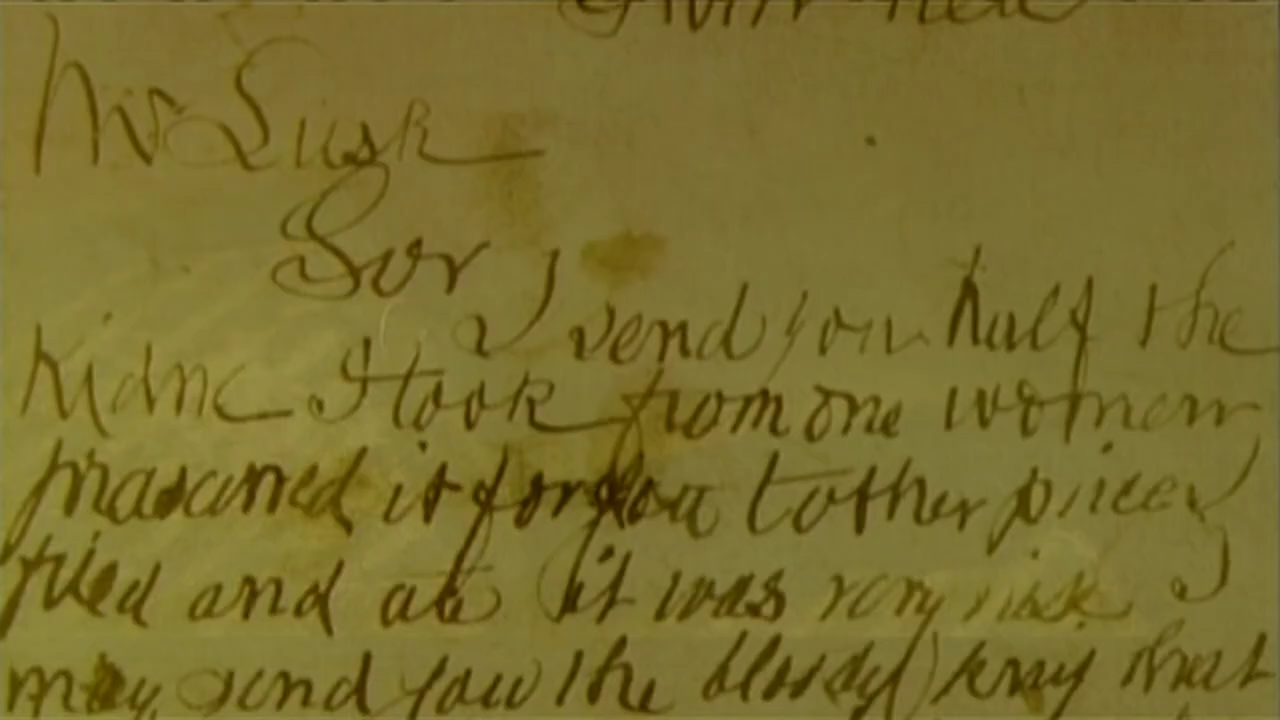 Mr Lusk
Sor,
I send you half the
Kidne I took from one women
prasarved it for you tother piece I
fried and ate it was very nise. I
may send you the bloody knif that